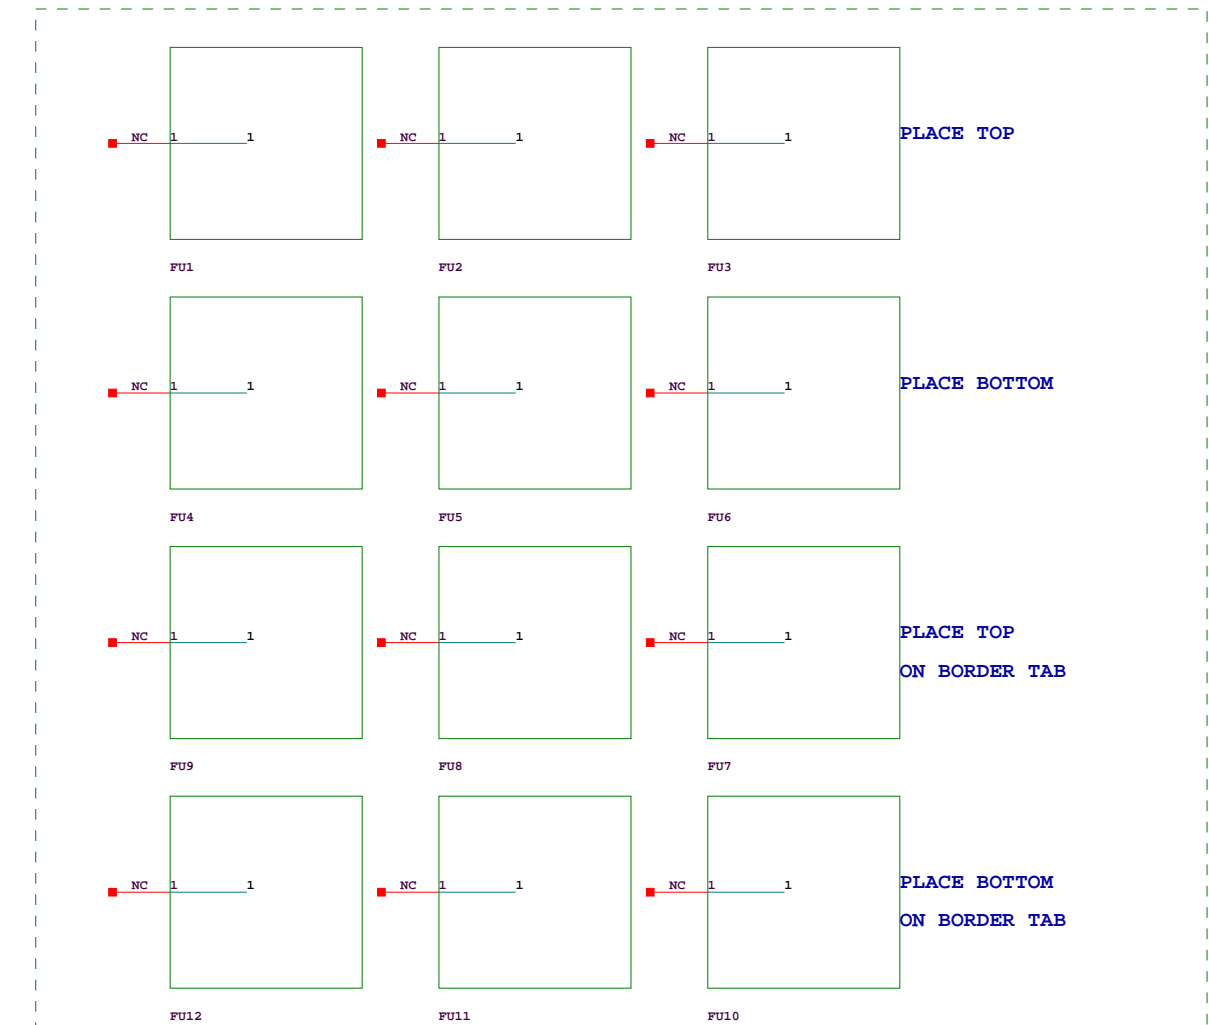 NC 1 1 NC 1 1 NC 1 1 PLACE TOP
FU1 FU2 FU3
NC 1 1 NC 1 1 NC 1 1 PLACE BOTTOM
FU4 FU5 FU6
NC 1 1 NC 1 1 NC 1 1 PLACE TOP
ON BORDER TAB
FU9 FU8 FU7
NC 1 1 NC 1 1 NC 1 1 PLACE BOTTOM
ON BORDER TAB
FU12 FU11 FU10